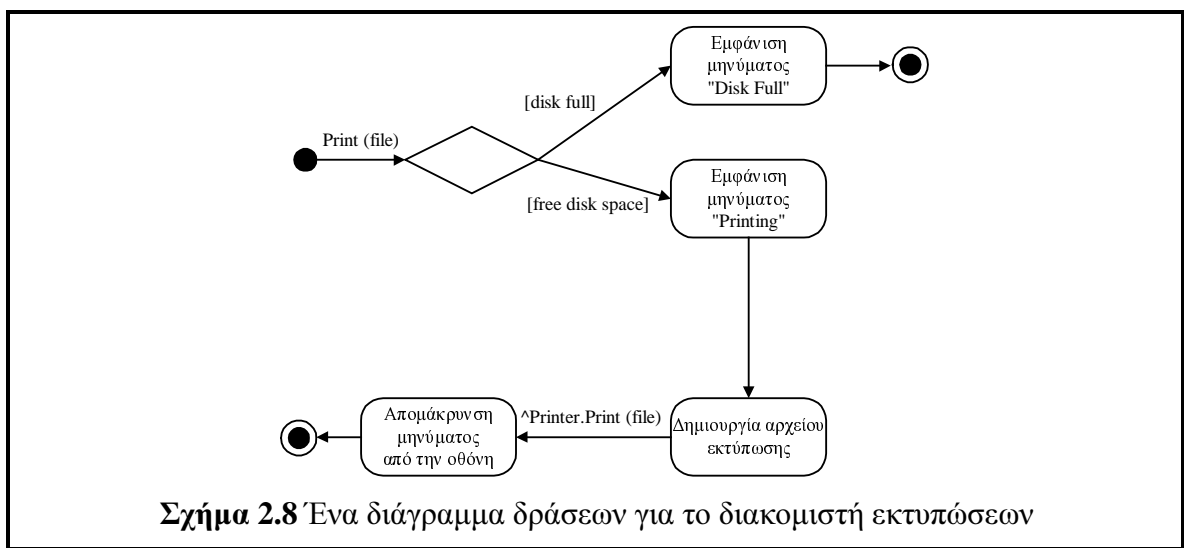 Εμφάνιση
μηνύματος
"Disk Full"
[disk full]
Print (file)
Εμφάνιση
μηνύματος
"Printing"
[free disk space]
Απομάκρυνση
μηνύματος
από την οθόνη
^Printer.Print (file)
Δημιουργία αρχείου
εκτύπωσης
Σχήμα 2.8 Ένα διάγραμμα δράσεων για το διακομιστή εκτυπώσεων